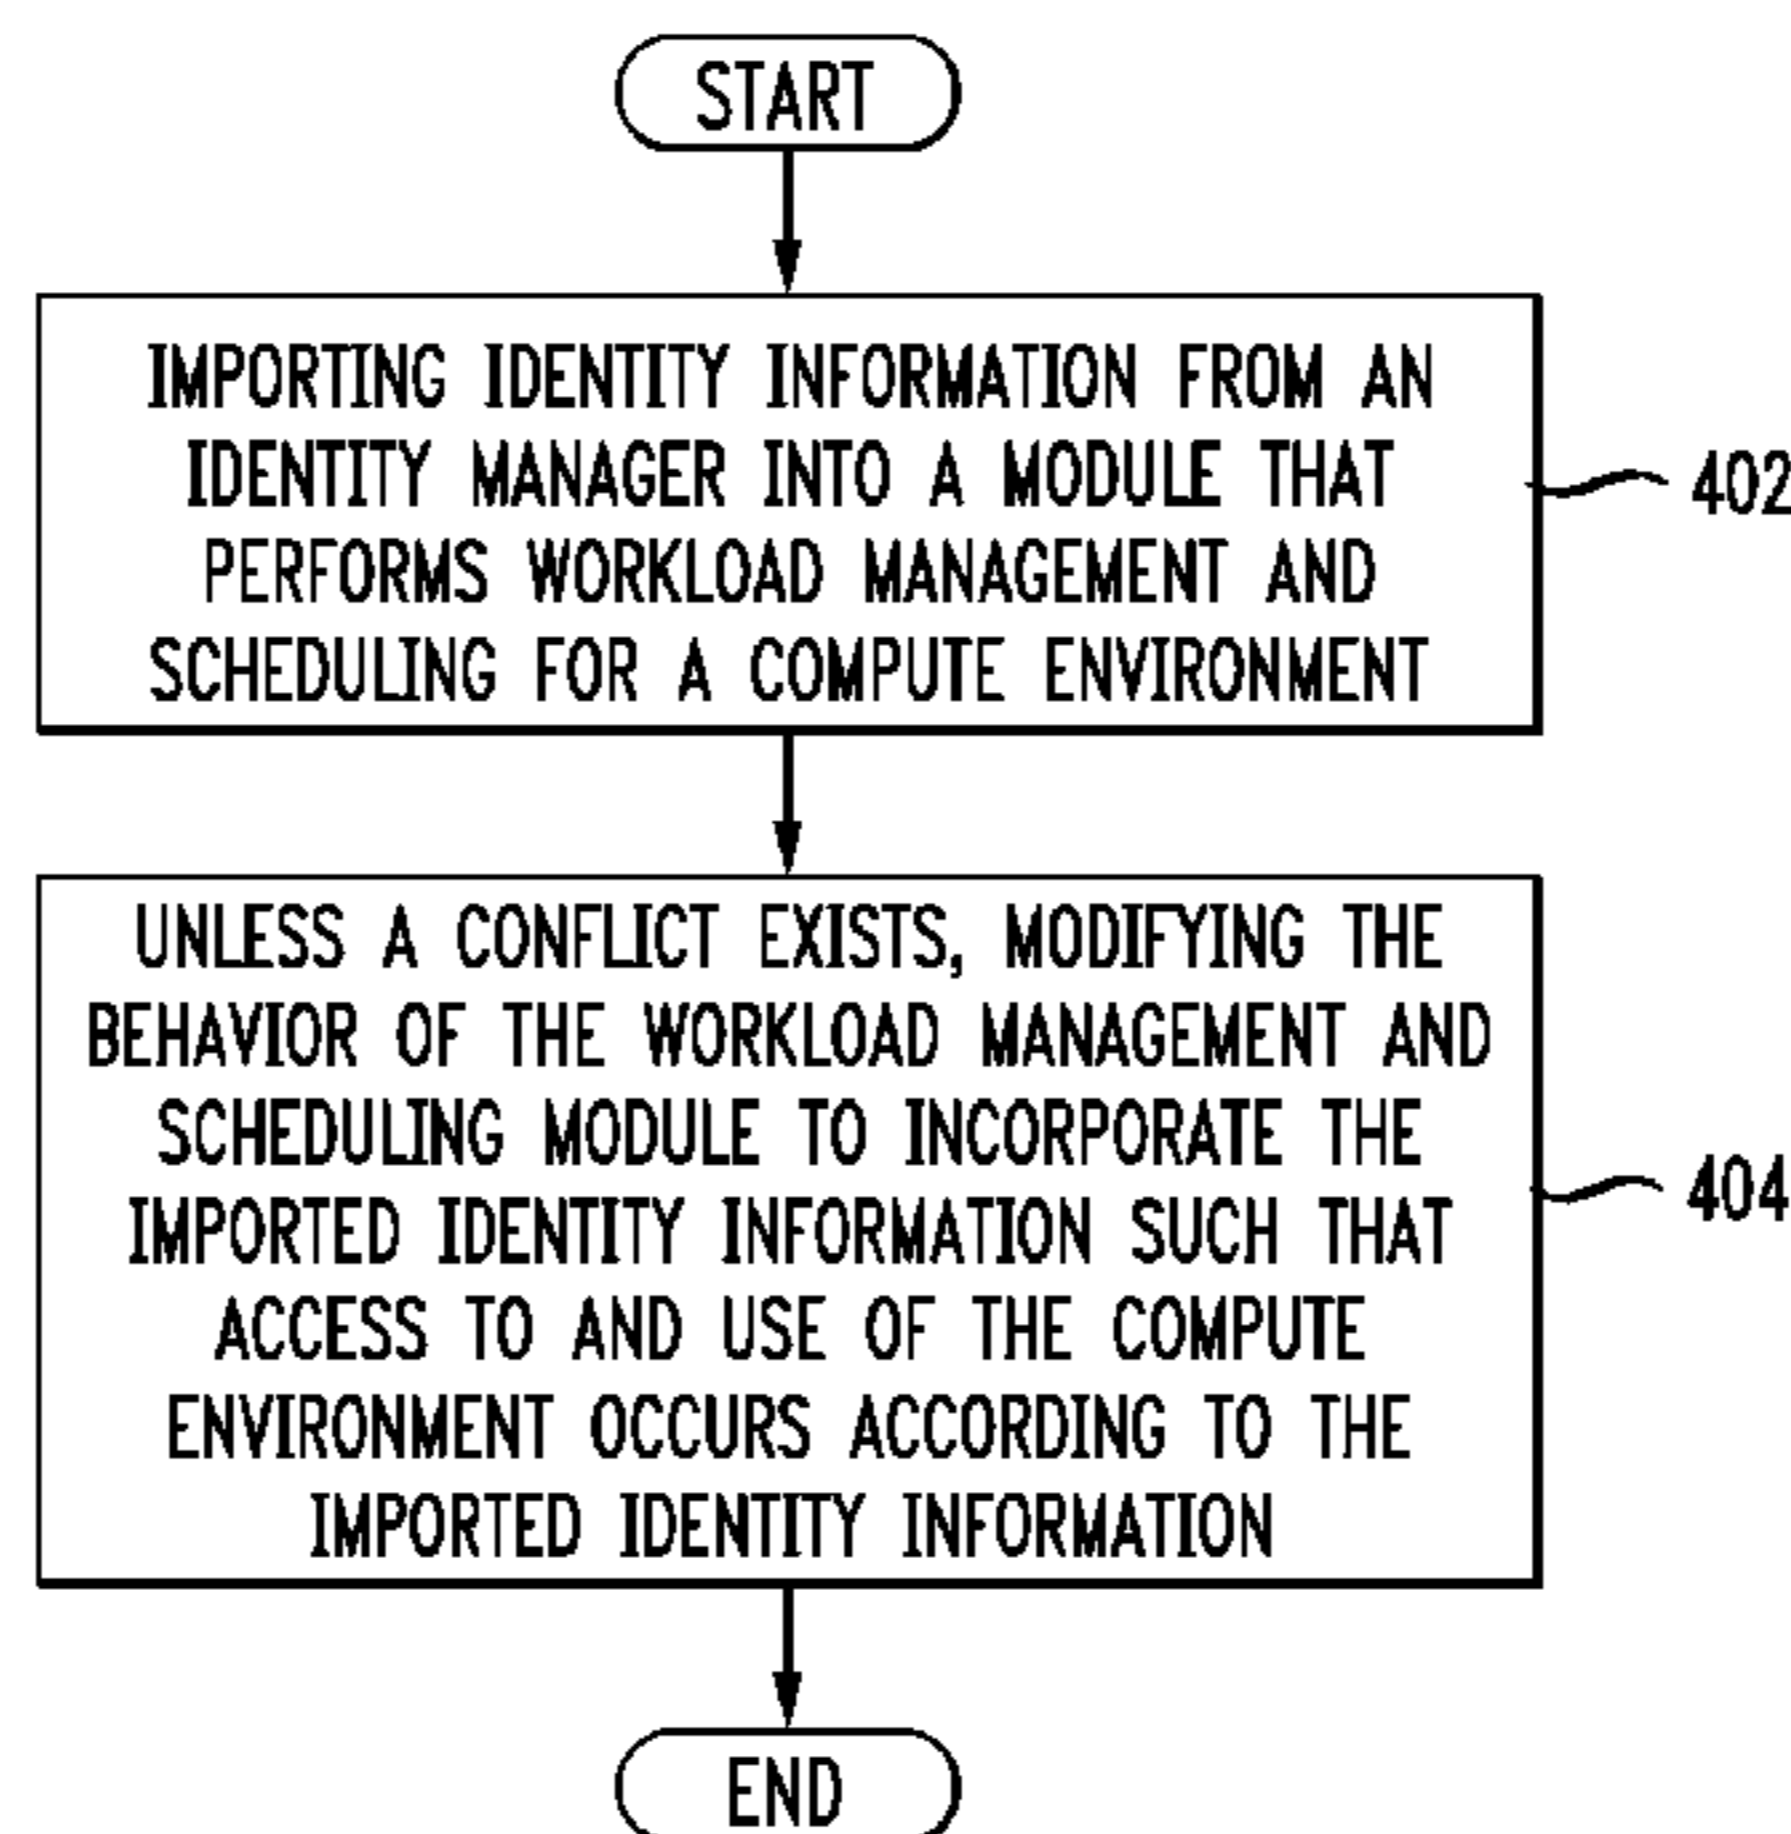 START
IMPORTING IDENTITY INFORMATION FROM AN
IDENTITY MANAGER INTO A MODULE THAT
PERFORMS WORKLOAD MANAGEMENT AND
SCHEDULING FOR A COMPUTE ENVIRONMENT
402
UNLESS A CONFLICT EXISTS, MODIFYING THE
BEHAVIOR OF THE WORKLOAD MANAGEMENT AND
SCHEDULING MODULE TO INCORPORATE THE
IMPORTED IDENTITY INFORMATION SUCH THAT
ACCESS TO AND USE OF THE COMPUTE
ENVIRONMENT OCCURS ACCORDING TO THE
IMPORTED IDENTITY INFORMATION
404
END